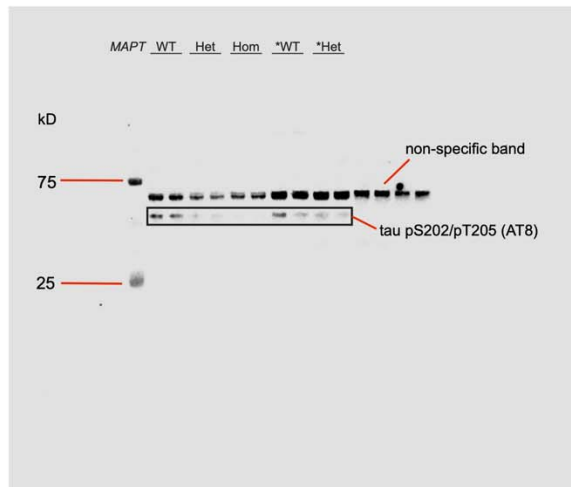 MAPT WT Het Hom *WT *Het
kD
non-specific band
75
tau pS202/pT205 (AT8)
25